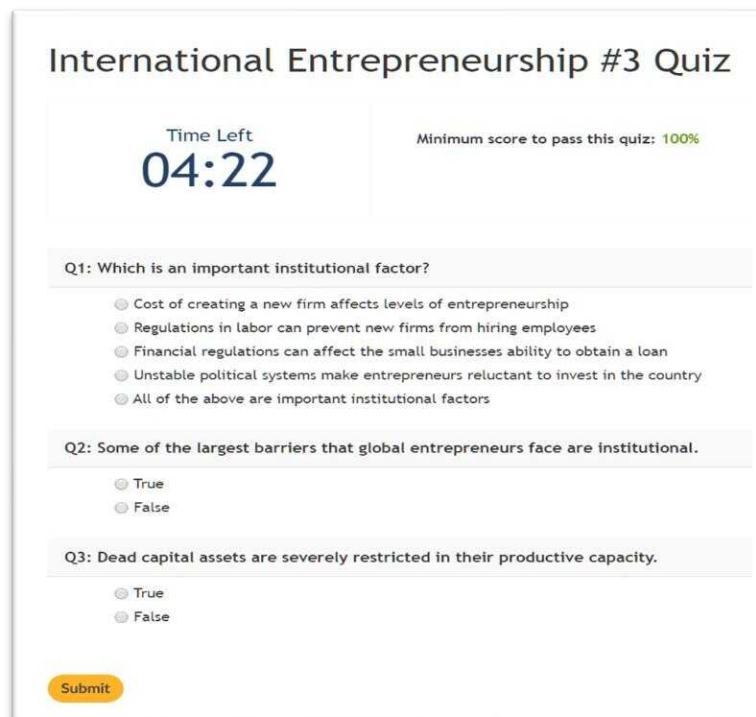 International Entrepreneurship #3 Quiz
Time Left
04:22
Minimum score to pass this quiz: 100%
Q1: Which is an important institutional factor?
Cost of creating a new firm affects levels of entrepreneurship
Regulations in labor can prevent new firms from hiring employees
Financial regulations can affect the small businesses ability to obtain a loan
Unstable political systems make entrepreneurs reluctant to invest in the country
All of the above are important institutional factors
Q2: Some of the largest barriers that global entrepreneurs face are institutional.
True
False
Q3: Dead capital assets are severely restricted in their productive capacity.
True
False
Submit